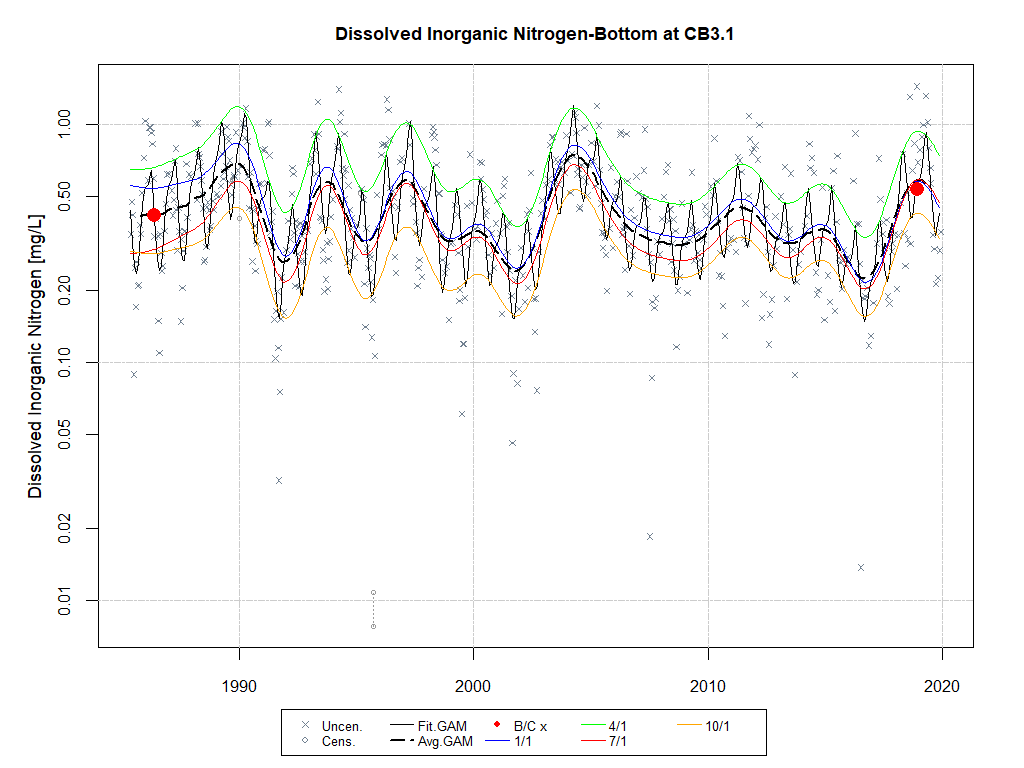 Dissolved Inorganic Nitrogen-Bottom at CB3.1
Dissolved Inorganic Nitrogen [mg/L]
1.00
0.50
0.20
0.10
0.05
0.02
0.01
1990 2000 2010 2020
Uncen. Fit.GAM B/C x 4/1 10/1
Cens. Avg.GAM 1/1 7/1